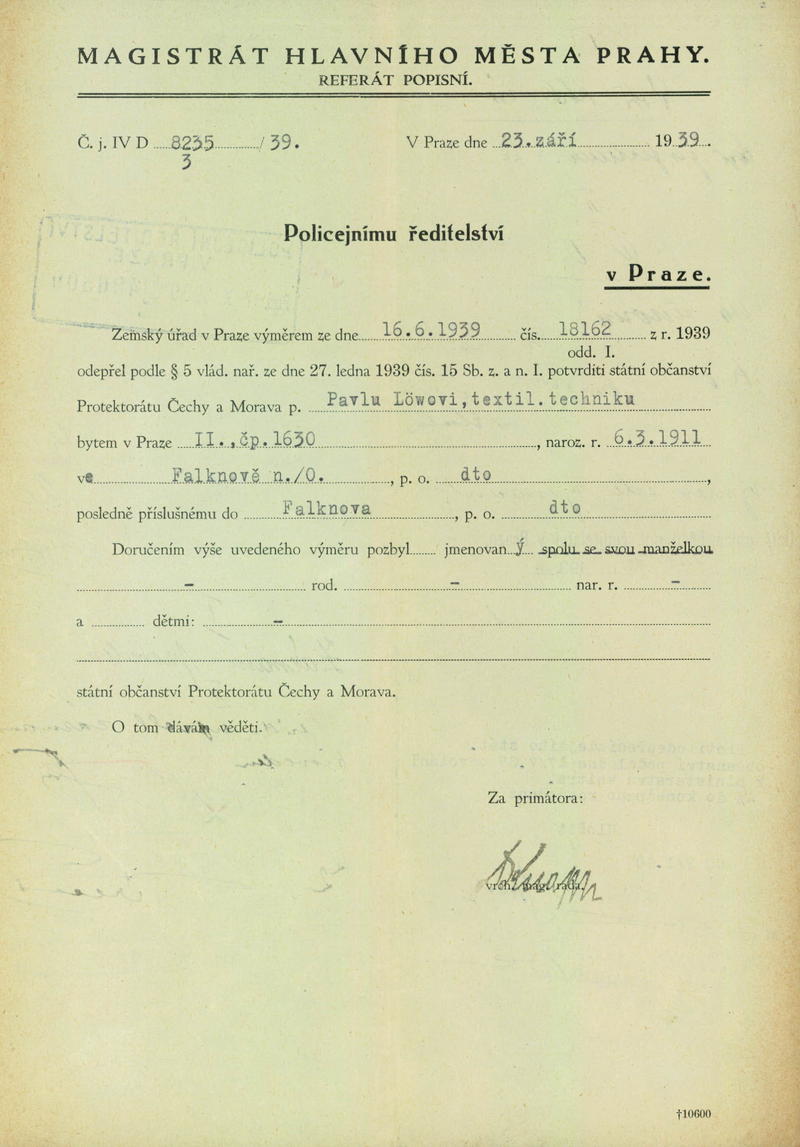 MAGISTRÁT HLAVNÍHO MĚSTA PRAHY.
REFERÁT POPISNÍ.
Č. j. IV D 8235 / 39. V Praze dne 23. září 1939.
3
Policejnímu ředitelství
v Praze.
Zemský úřad v Praze výměrem ze dne 16.6.1939 čís. 18162 z r. 1939
odd. I.
odepřel podle § 5 vlád. nař. ze dne 27. ledna 1939 čís. 15 Sb. z. a n. I. potvrditi státní občanství
Protektorátu Čechy a Morava p. Pavlu Löwovi, textil. techniku
bytem v Praze II., čp. 1630, naroz. r. 6.3.1911
ve Falknově n./O., p. o. dto,
posledně příslušnému do Falknova, p. o. dto
Doručením výše uvedeného výměru pozbyl jmenovaný spolu se svou manželkou
- rod. - nar. r. -
a dětmi: -
státní občanství Protektorátu Čechy a Morava.
O tom dávám věděti.
Za primátora:
†10600